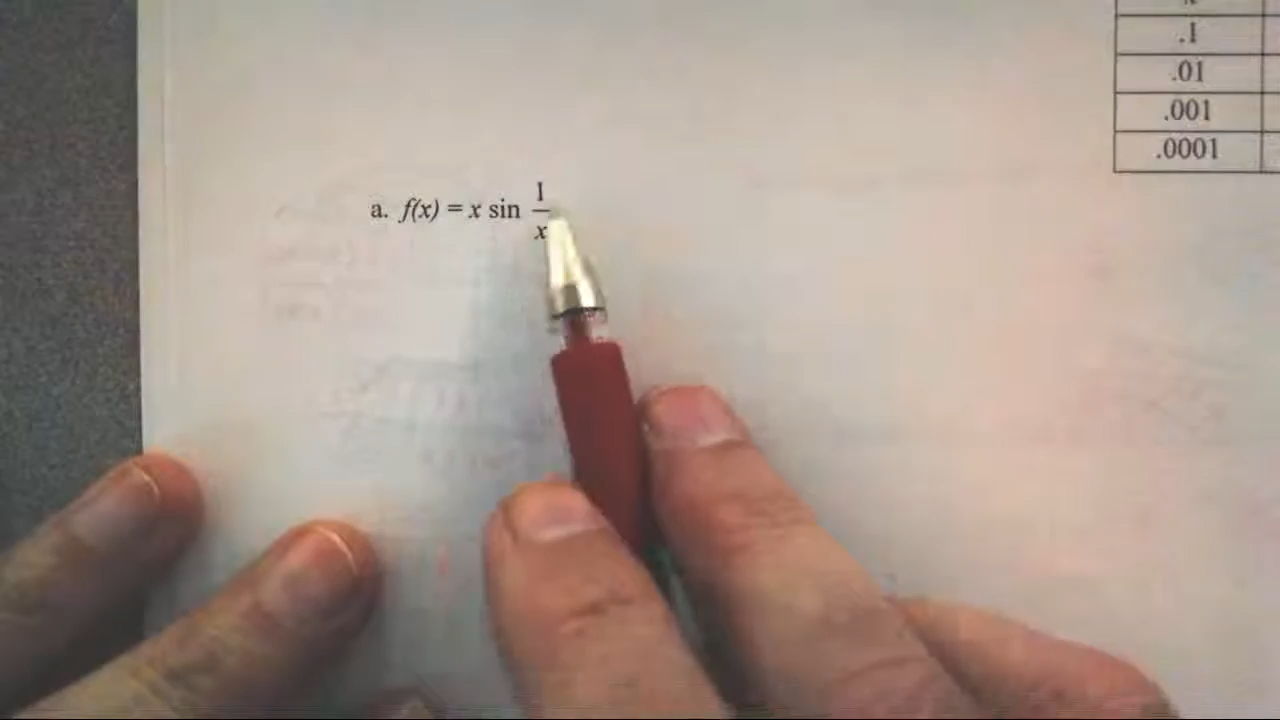 .1
.01
.001
.0001
a. f(x) = x sin 1/x